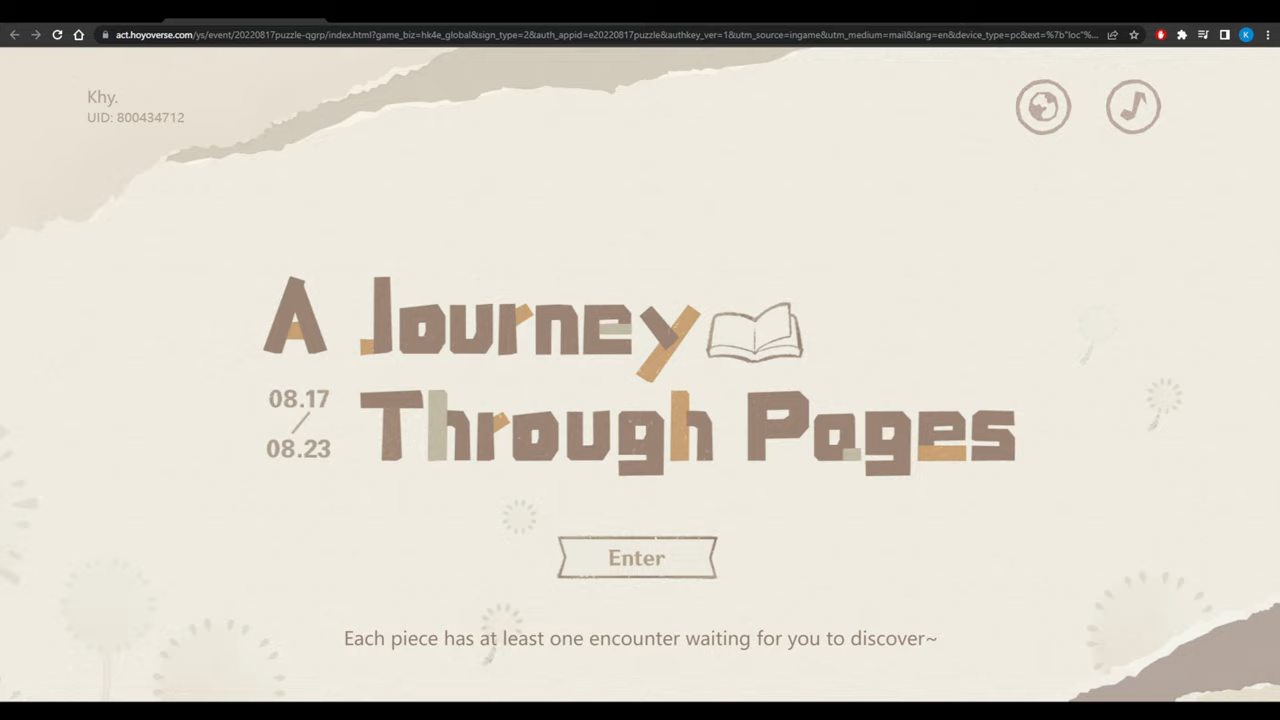 act.hoyoverse.com/ys/event/20220817puzzle-qgrp/index.html?game_biz=hk4e_global&sign_type=2&auth_appid=e20220817puzzle&authkey_ver=1&utm_source=ingame&utm_medium=mail&lang=en&device_type=pc&ext=%7b"loc"%...
K
Khy.
UID: 800434712
A Journey
08.17
08.23
Through Pages
Enter
Each piece has at least one encounter waiting for you to discover~